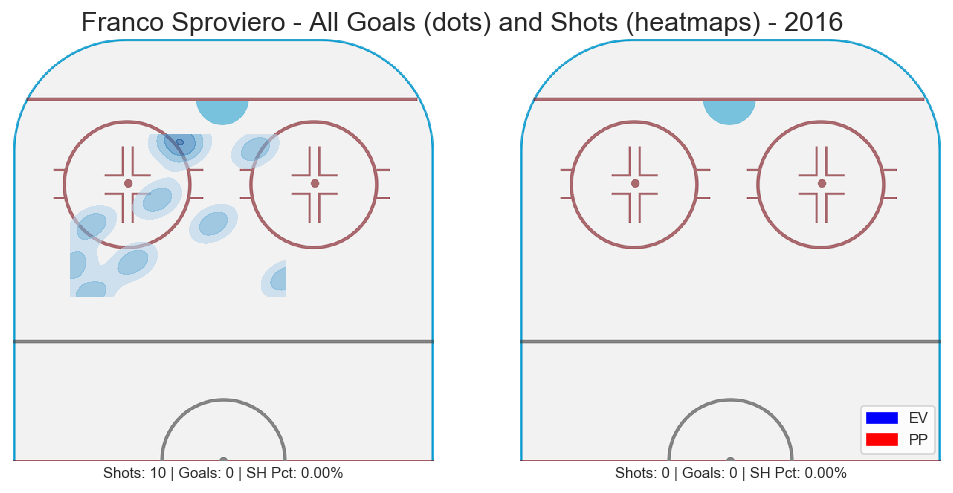 Franco Sproviero - All Goals (dots) and Shots (heatmaps) - 2016
EV
PP
Shots: 10 | Goals: 0 | SH Pct: 0.00%
Shots: 0 | Goals: 0 | SH Pct: 0.00%